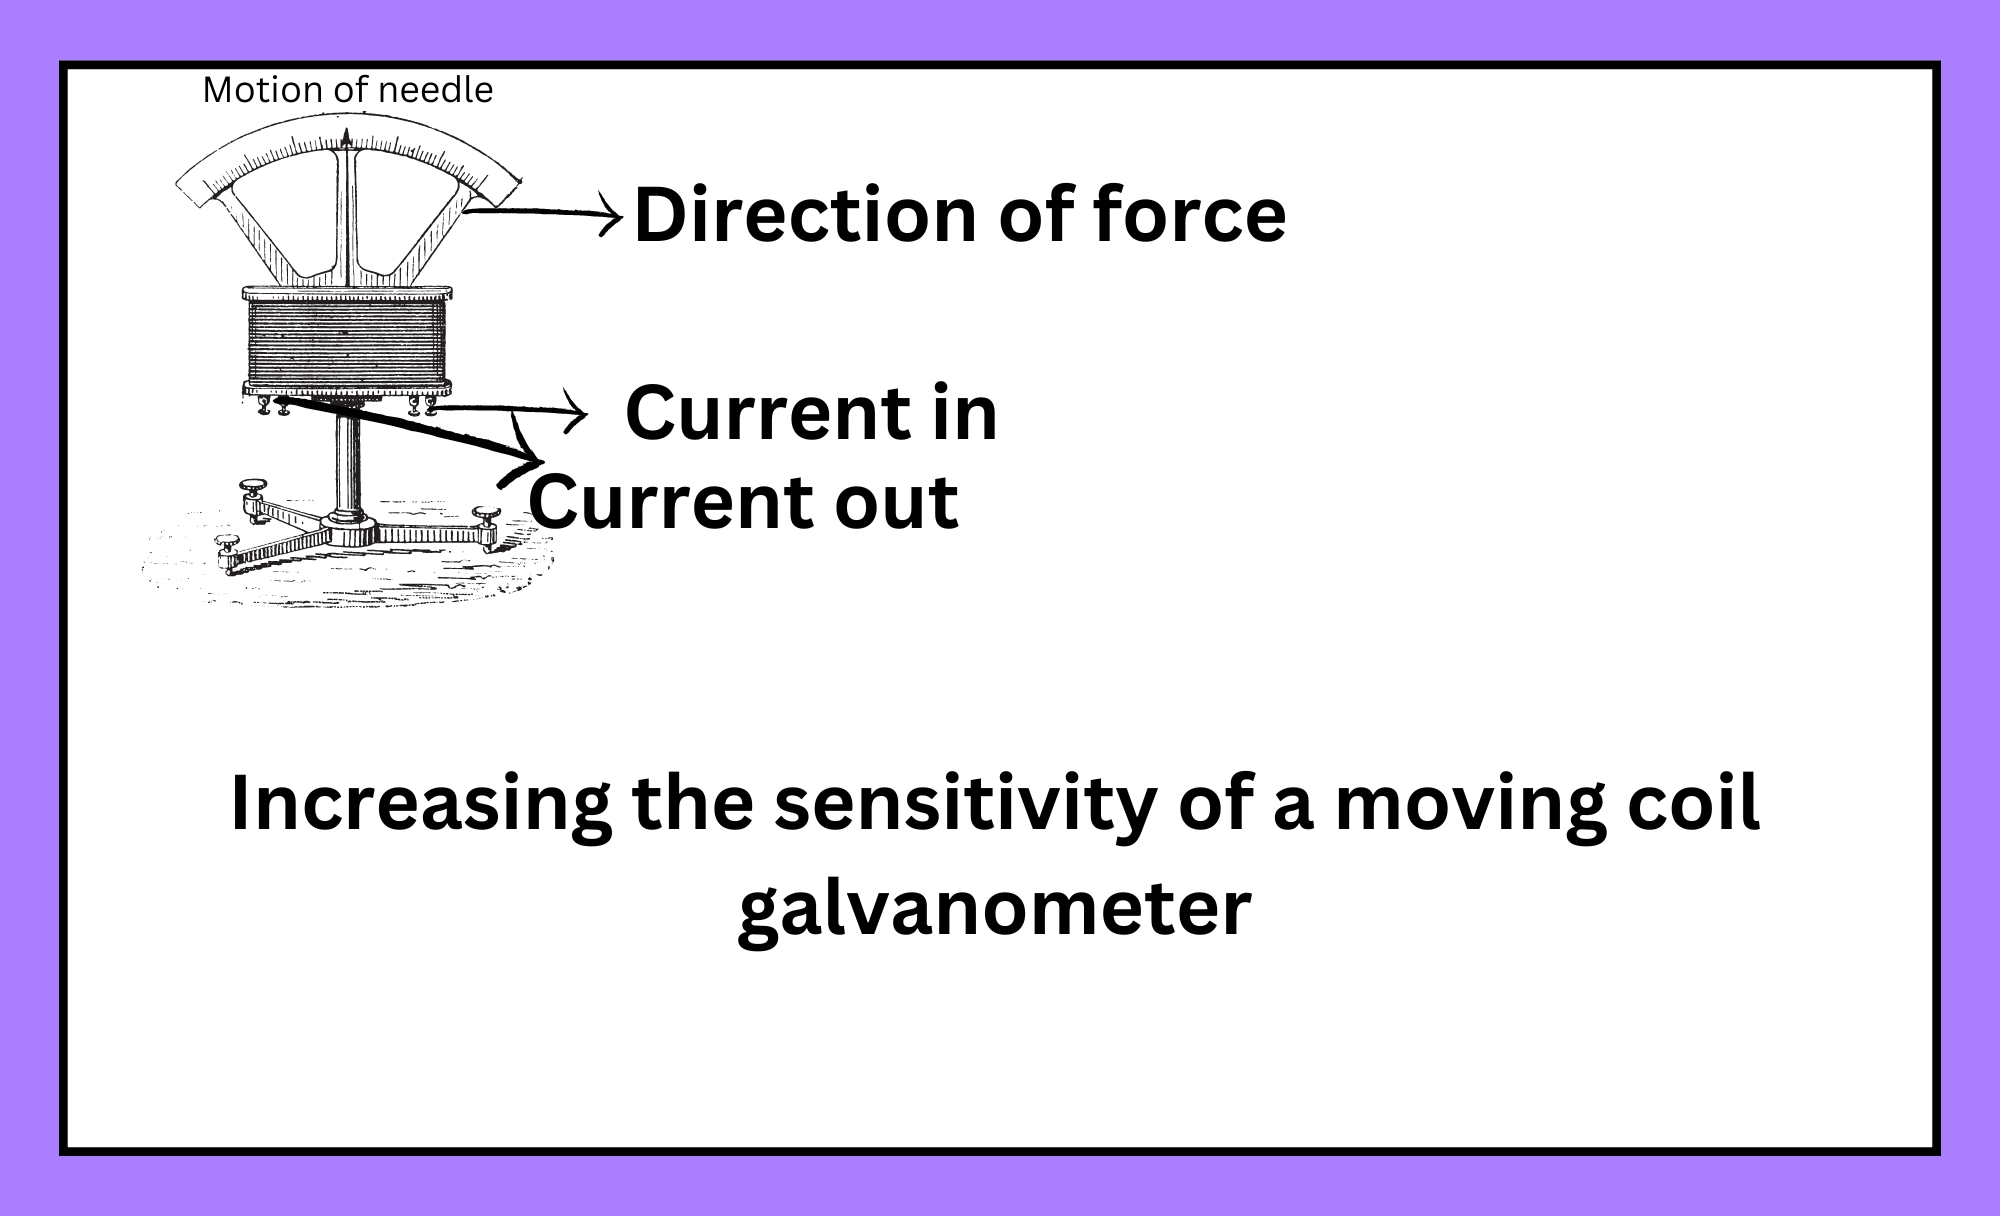 Motion of needle
Direction of force
Current in
Current out
Increasing the sensitivity of a moving coil
galvanometer